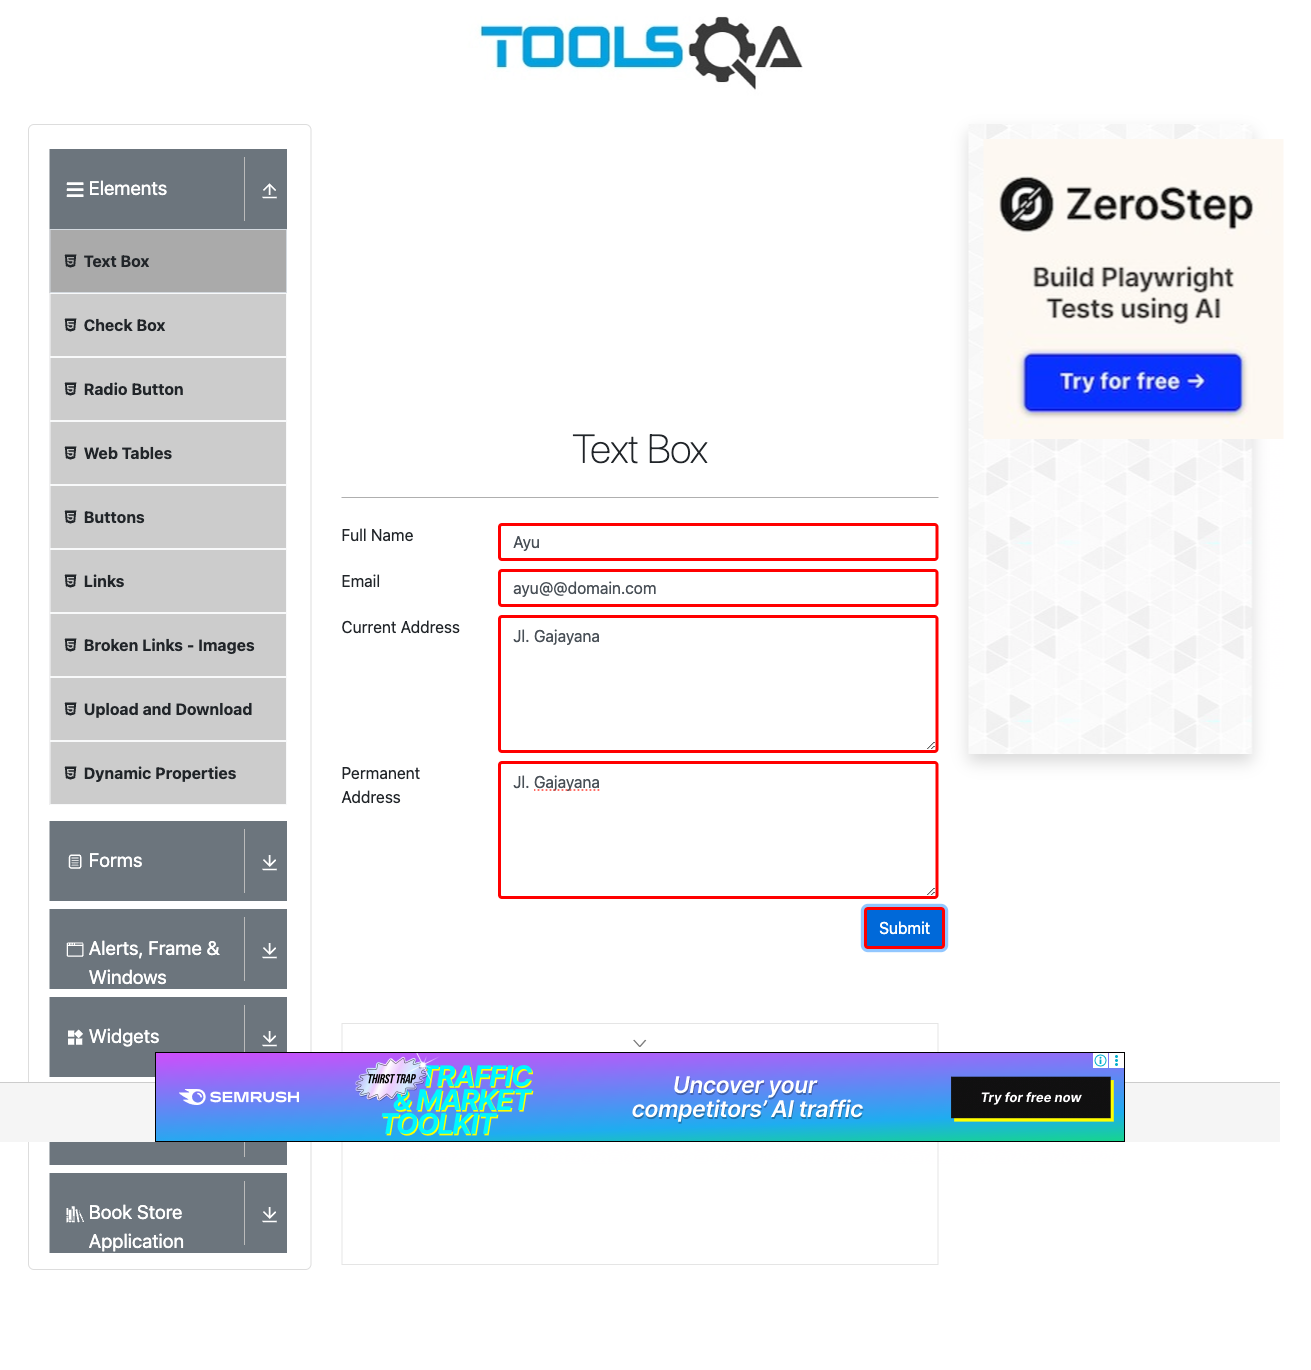 TOOLSQA
Elements
Text Box
Check Box
Radio Button
Web Tables
Buttons
Links
Broken Links - Images
Upload and Download
Dynamic Properties
Forms
Alerts, Frame &
Windows
Widgets
Book Store
Application
Text Box
Full Name
Ayu
Email
ayu@@domain.com
Current Address
Jl. Gajayana
Permanent
Address
Jl. Gajayana
Submit
ZeroStep
Build Playwright
Tests using AI
Try for free →
SEMRUSH
THIRST TRAP
TRAFFIC
& MARKET
TOOLKIT
Uncover your
competitors' AI traffic
Try for free now